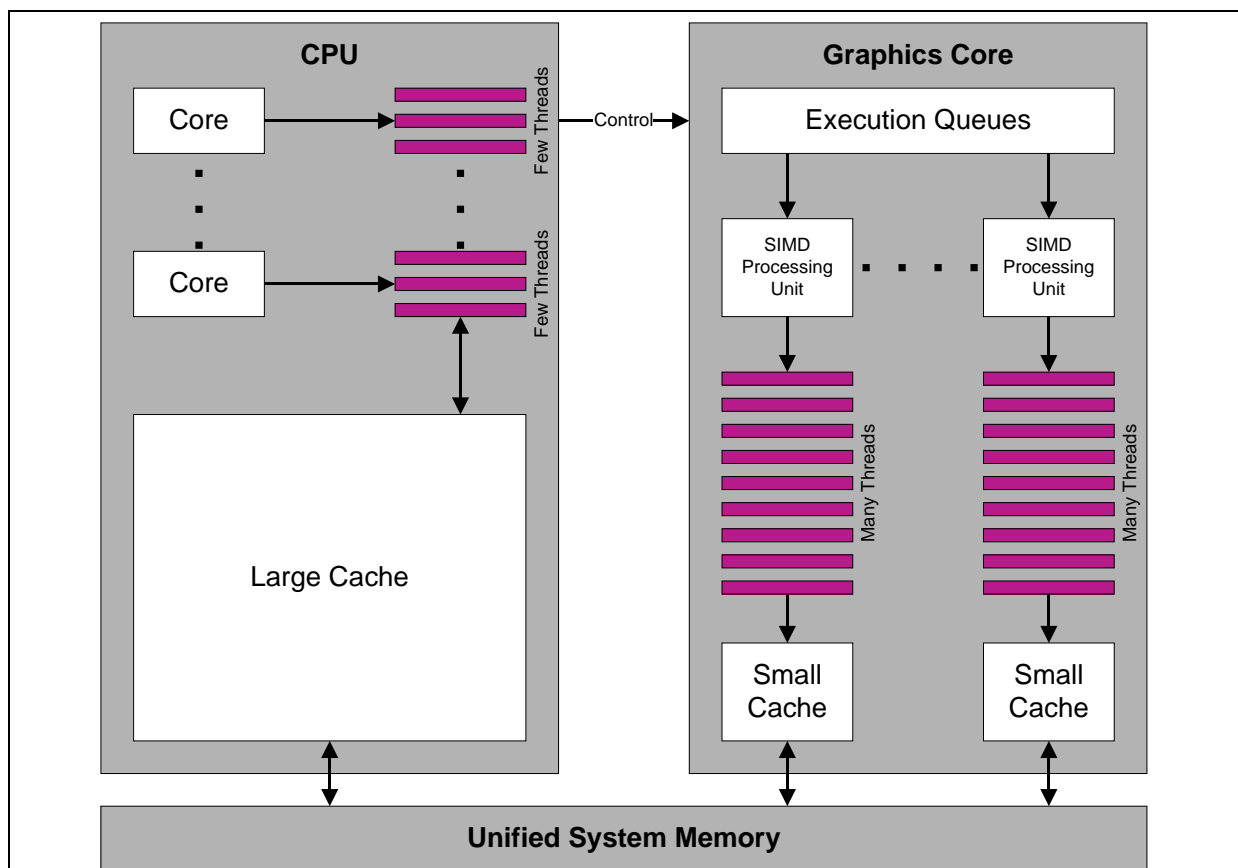 CPU
Core
Few Threads
Core
Few Threads
Large Cache
Control
Graphics Core
Execution Queues
SIMD
Processing
Unit
SIMD
Processing
Unit
Many Threads
Many Threads
Small
Cache
Small
Cache
Unified System Memory